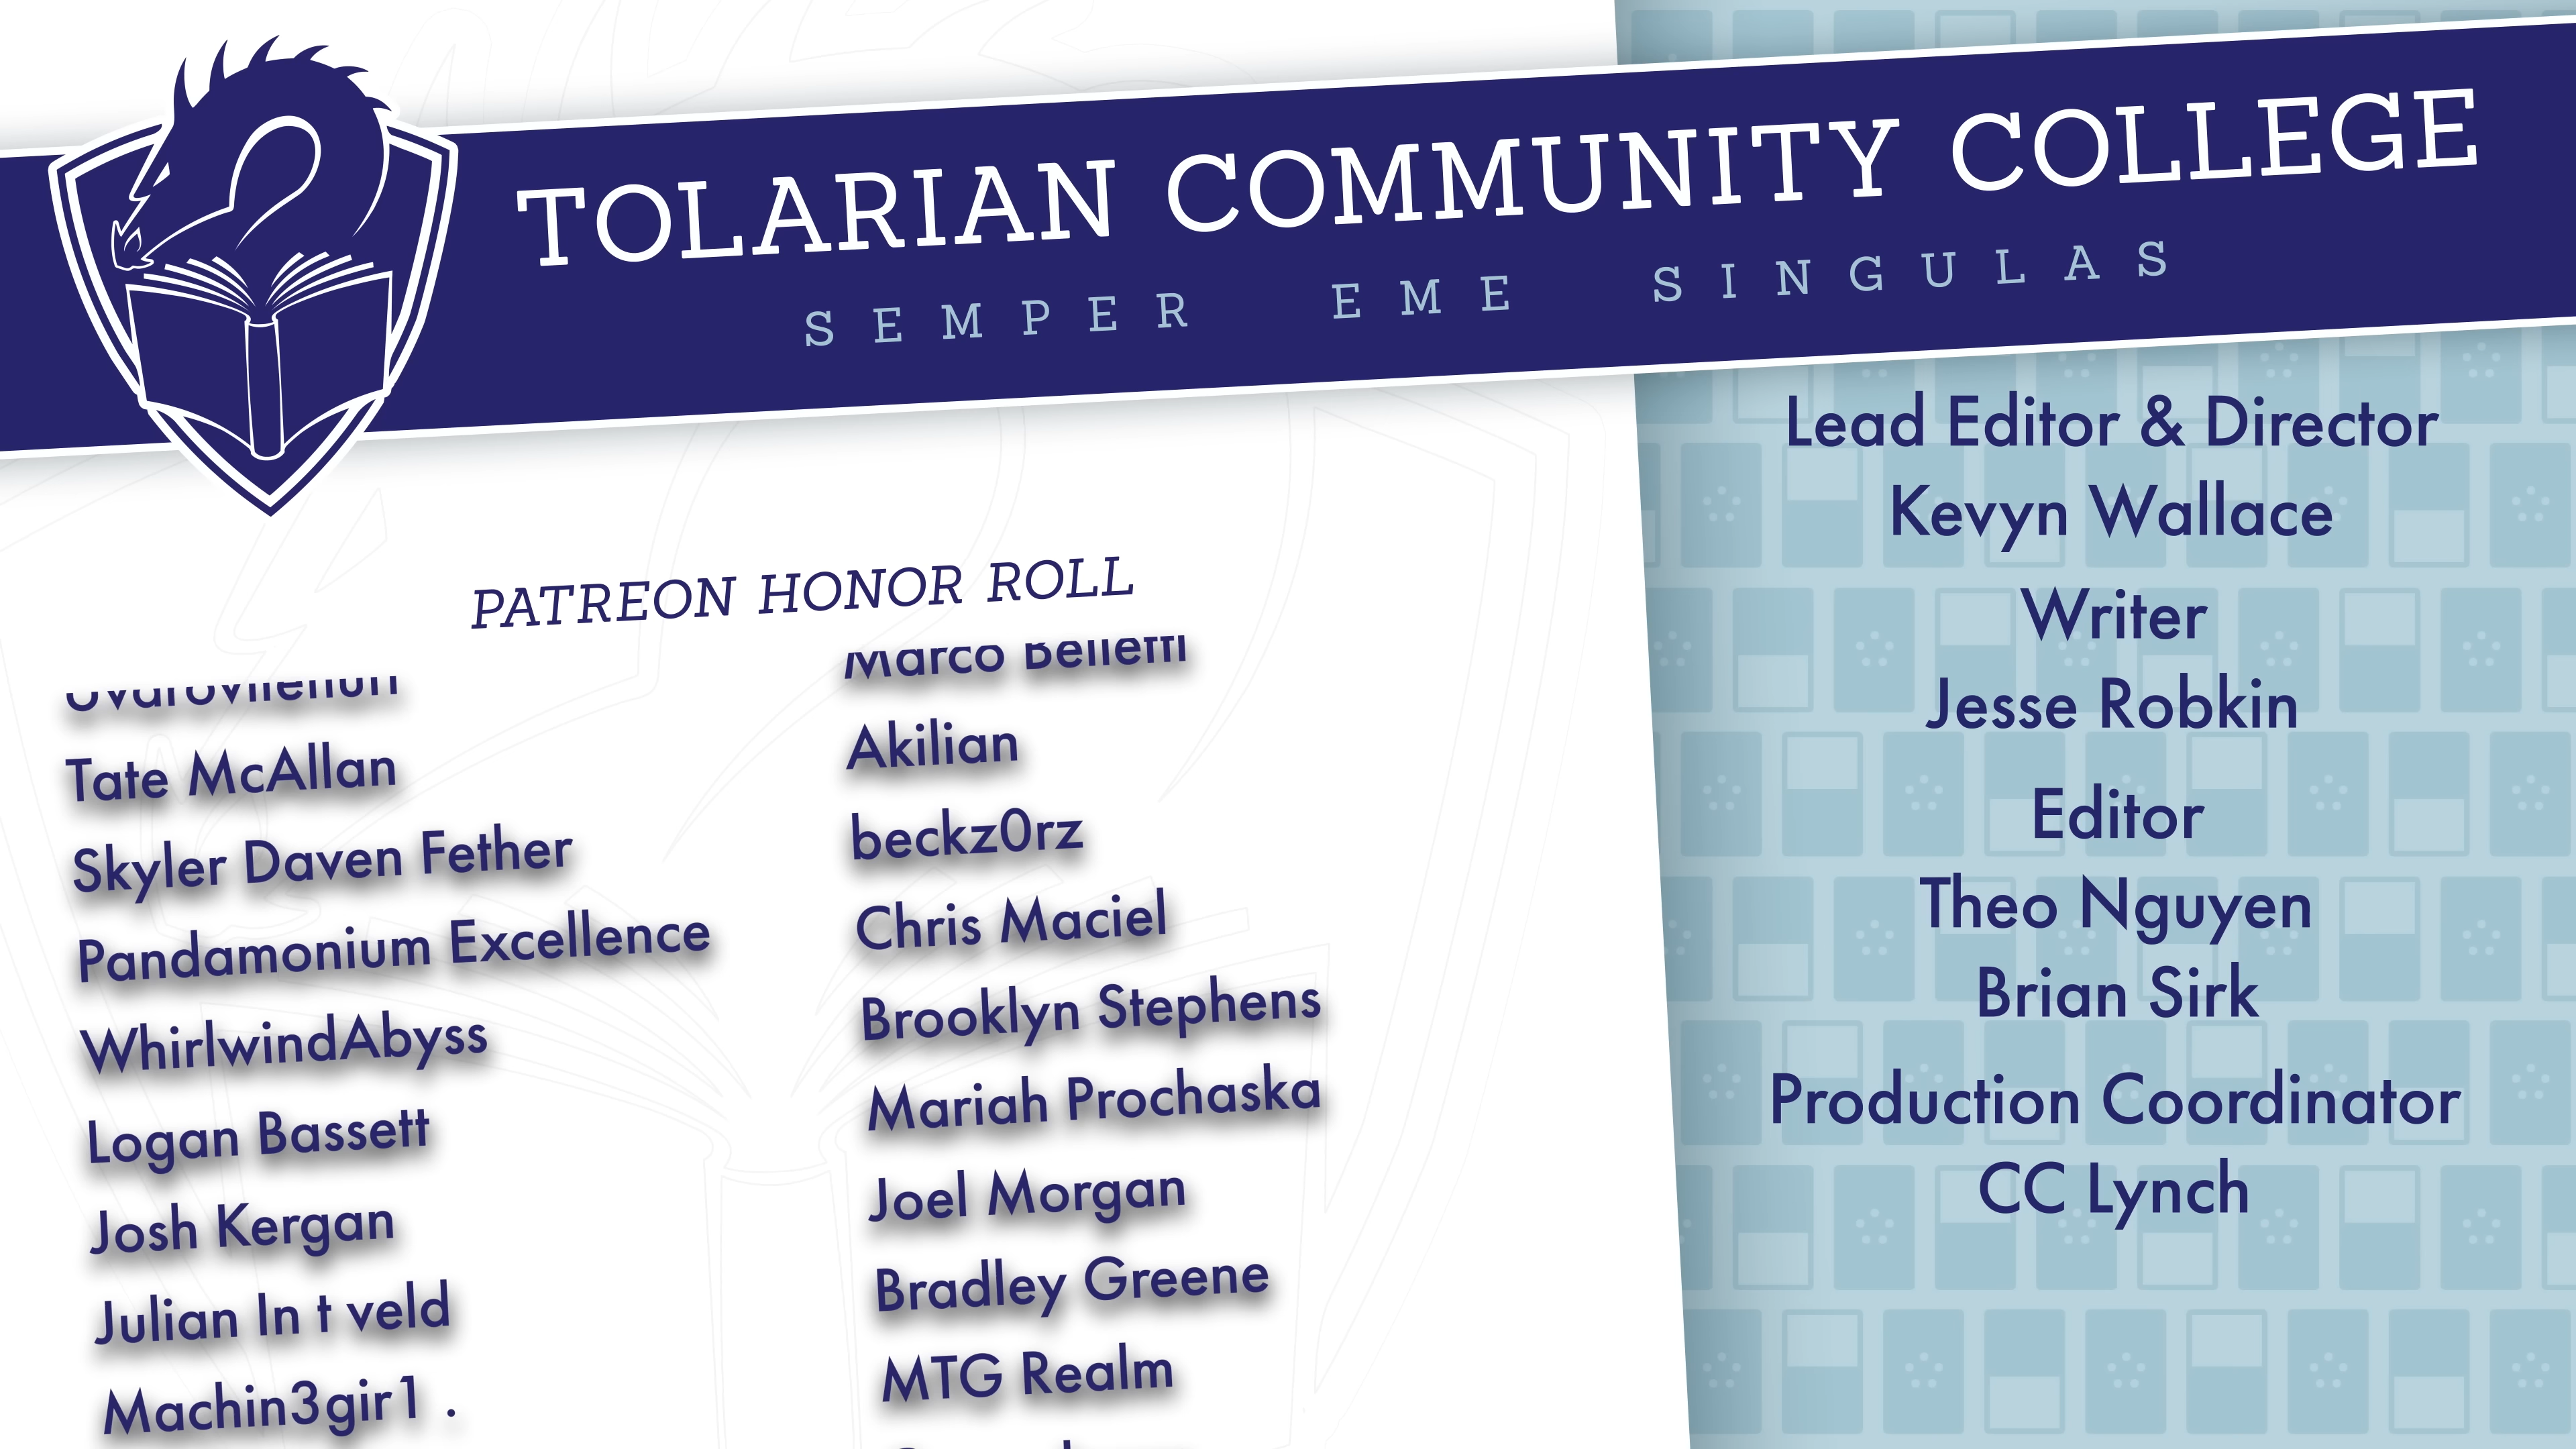 TOLARIAN COMMUNITY COLLEGE
SEMPER EME SINGULAS
PATREON HONOR ROLL
Tate McAllan
Skyler Daven Fether
Pandamonium Excellence
WhirlwindAbyss
Logan Bassett
Josh Kergan
Julian In t veld
Machin3gir1 .
Marco
Akilian
beckz0rz
Chris Maciel
Brooklyn Stephens
Mariah Prochaska
Joel Morgan
Bradley Greene
MTG Realm
Lead Editor & Director
Kevyn Wallace
Writer
Jesse Robkin
Editor
Theo Nguyen
Brian Sirk
Production Coordinator
CC Lynch